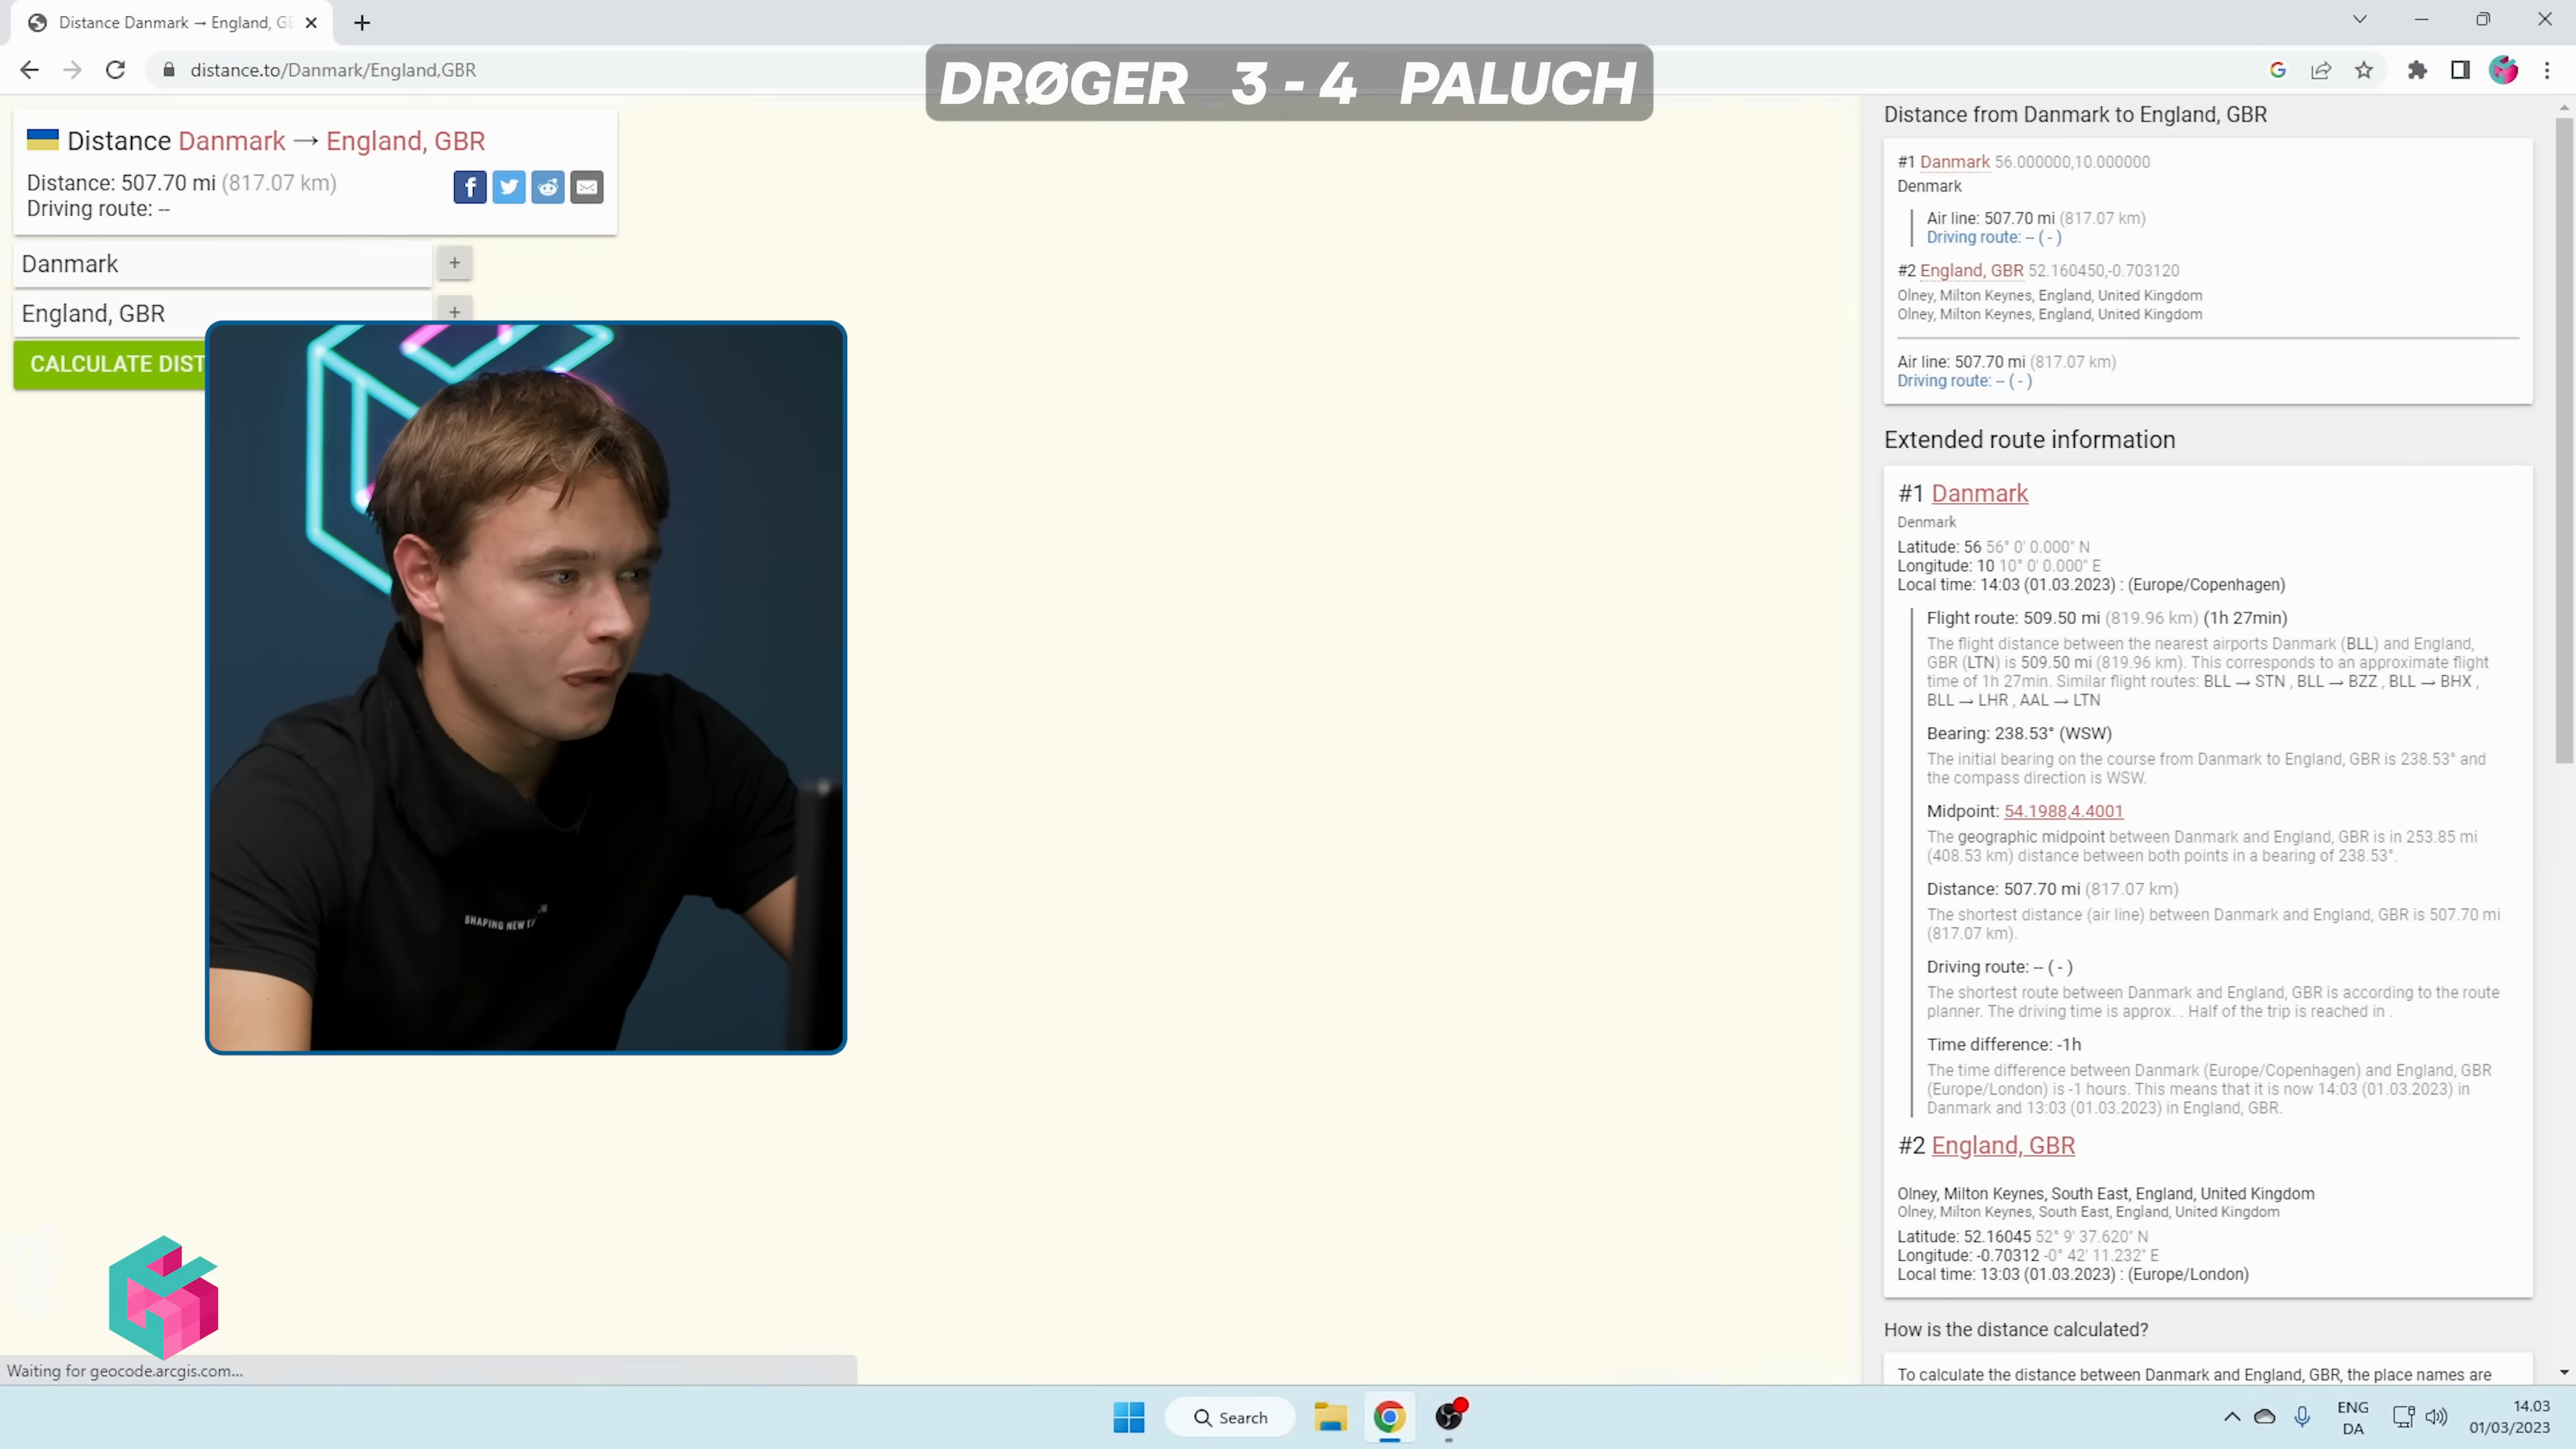 Distance Danmark → England, G
distance.to/Danmark/England,GBR
DRØGER 3 - 4 PALUCH
Distance Danmark → England, GBR
Distance: 507.70 mi (817.07 km)
Driving route: --
Danmark
+
England, GBR
+
CALCULATE DIST
SHAPING NEW
Waiting for geocode.arcgis.com...
Distance from Danmark to England, GBR
#1 Danmark 56.000000,10.000000
Denmark
Air line: 507.70 mi (817.07 km)
Driving route: -- ( - )
#2 England, GBR 52.160450,-0.703120
Olney, Milton Keynes, England, United Kingdom
Olney, Milton Keynes, England, United Kingdom
Air line: 507.70 mi (817.07 km)
Driving route: -- ( - )
Extended route information
#1 Danmark
Denmark
Latitude: 56 56° 0' 0.000" N
Longitude: 10 10° 0' 0.000" E
Local time: 14:03 (01.03.2023) : (Europe/Copenhagen)
Flight route: 509.50 mi (819.96 km) (1h 27min)
The flight distance between the nearest airports Danmark (BLL) and England,
GBR (LTN) is 509.50 mi (819.96 km). This corresponds to an approximate flight
time of 1h 27min. Similar flight routes: BLL → STN , BLL → BZZ , BLL → BHX ,
BLL → LHR , AAL → LTN
Bearing: 238.53° (WSW)
The initial bearing on the course from Danmark to England, GBR is 238.53° and
the compass direction is WSW.
Midpoint: 54.1988,4.4001
The geographic midpoint between Danmark and England, GBR is in 253.85 mi
(408.53 km) distance between both points in a bearing of 238.53°.
Distance: 507.70 mi (817.07 km)
The shortest distance (air line) between Danmark and England, GBR is 507.70 mi
(817.07 km).
Driving route: -- ( - )
The shortest route between Danmark and England, GBR is according to the route
planner. The driving time is approx. . Half of the trip is reached in .
Time difference: -1h
The time difference between Danmark (Europe/Copenhagen) and England, GBR
(Europe/London) is -1 hours. This means that it is now 14:03 (01.03.2023) in
Danmark and 13:03 (01.03.2023) in England, GBR.
#2 England, GBR
Olney, Milton Keynes, South East, England, United Kingdom
Olney, Milton Keynes, South East, England, United Kingdom
Latitude: 52.16045 52° 9' 37.620" N
Longitude: -0.70312 -0° 42' 11.232" E
Local time: 13:03 (01.03.2023) : (Europe/London)
How is the distance calculated?
To calculate the distance between Danmark and England, GBR, the place names are
Search
ENG
DA
14.03
01/03/2023